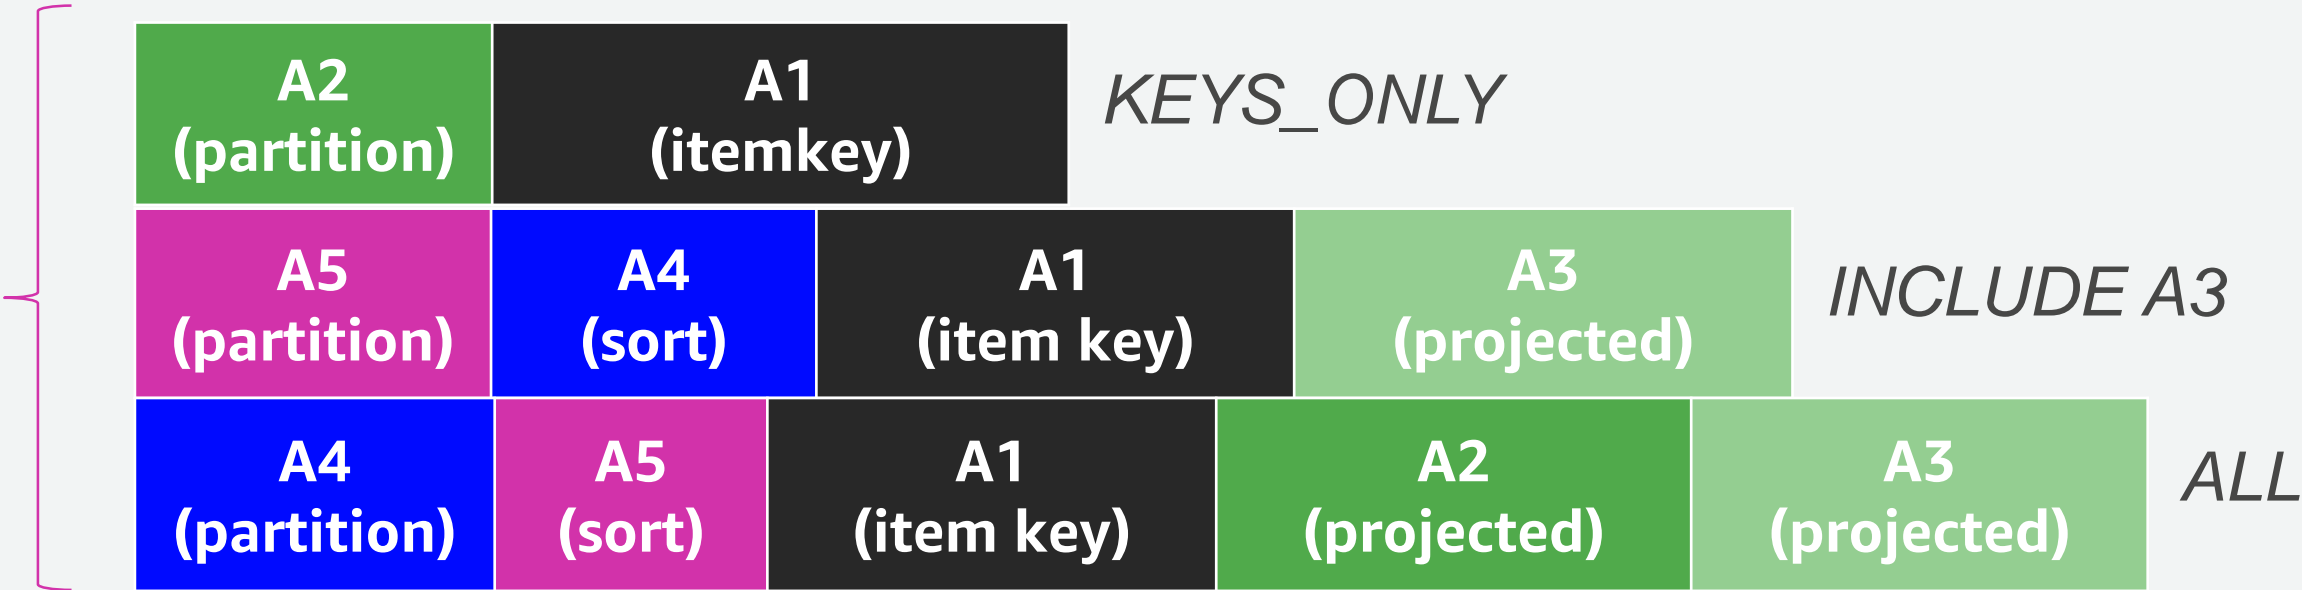 A2
(partition)
A1
(itemkey)
KEYS_ONLY
A5
(partition)
A4
(sort)
A1
(item key)
A3
(projected)
INCLUDE A3
A4
(partition)
A5
(sort)
A1
(item key)
A2
(projected)
A3
(projected)
ALL